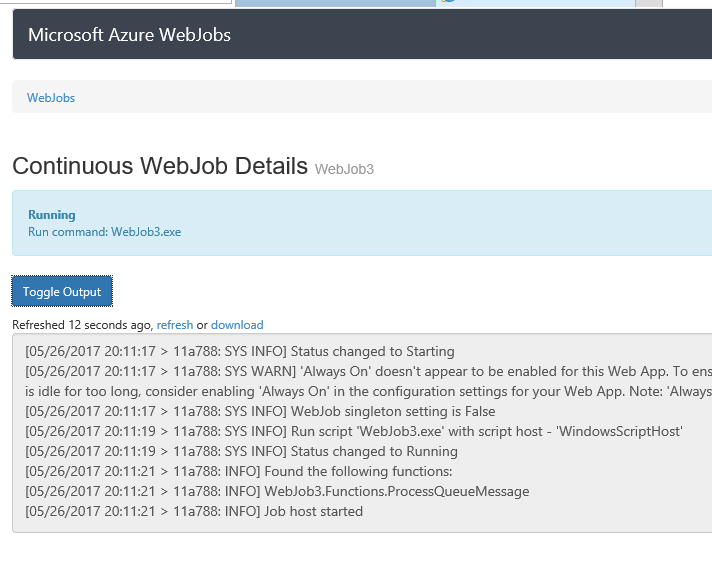 Microsoft Azure WebJobs
WebJobs
Continuous WebJob Details WebJob3
Running
Run command: WebJob3.exe
Toggle Output
Refreshed 12 seconds ago, refresh or download
[05/26/2017 20:11:17 > 11a788: SYS INFO] Status changed to Starting
[05/26/2017 20:11:17 > 11a788: SYS WARN] 'Always On' doesn't appear to be enabled for this Web App. To ens
is idle for too long, consider enabling 'Always On' in the configuration settings for your Web App. Note: 'Always
[05/26/2017 20:11:17 > 11a788: SYS INFO] WebJob singleton setting is False
[05/26/2017 20:11:19 > 11a788: SYS INFO] Run script 'WebJob3.exe' with script host - 'WindowsScriptHost'
[05/26/2017 20:11:19 > 11a788: SYS INFO] Status changed to Running
[05/26/2017 20:11:21 > 11a788: INFO] Found the following functions:
[05/26/2017 20:11:21 > 11a788: INFO] WebJob3.Functions.ProcessQueueMessage
[05/26/2017 20:11:21 > 11a788: INFO] Job host started